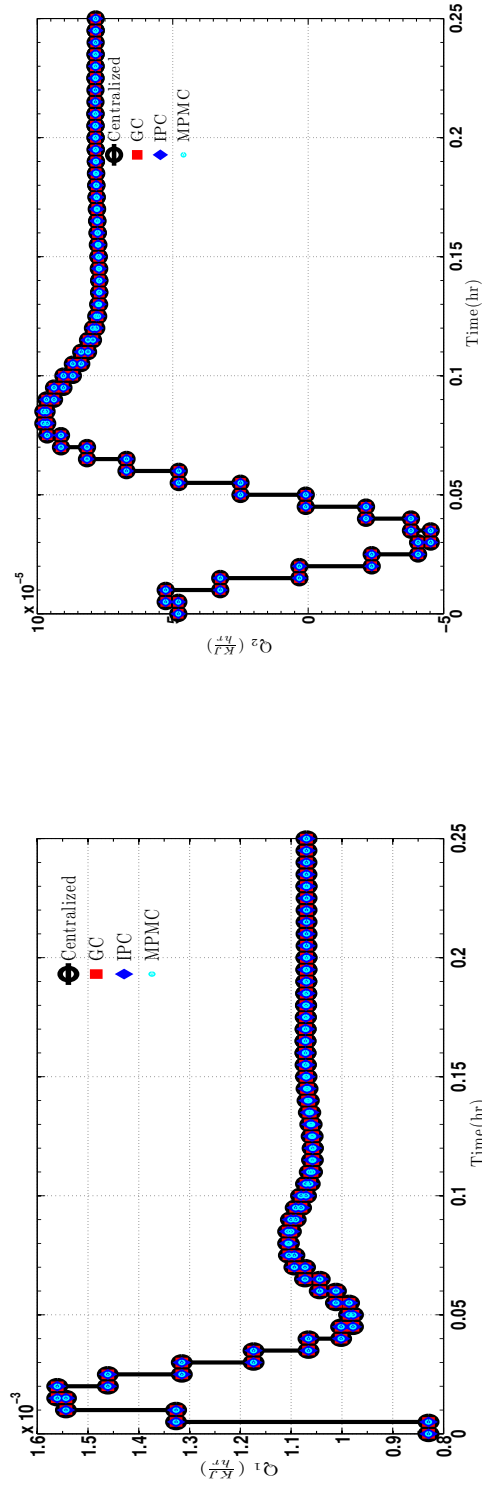 x 10⁻³
1.6
1.5
1.4
1.3
1.2
1.1
1
0.9
0.8
Q₁ (KJ/hr)
0 0.05 0.1 0.15 0.2 0.25
Time(hr)
Centralized
GC
IPC
MPMC
x 10⁻⁵
10
5
0
−5
Q₂ (KJ/hr)
0 0.05 0.1 0.15 0.2 0.25
Time(hr)
Centralized
GC
IPC
MPMC